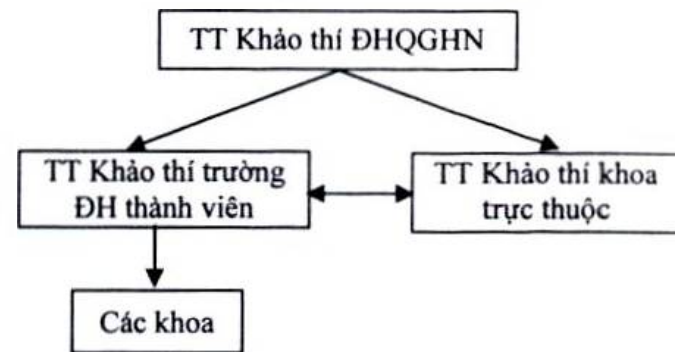 TT Khảo thí ĐHQGHN
TT Khảo thí trường
ĐH thành viên
TT Khảo thí khoa
trực thuộc
Các khoa